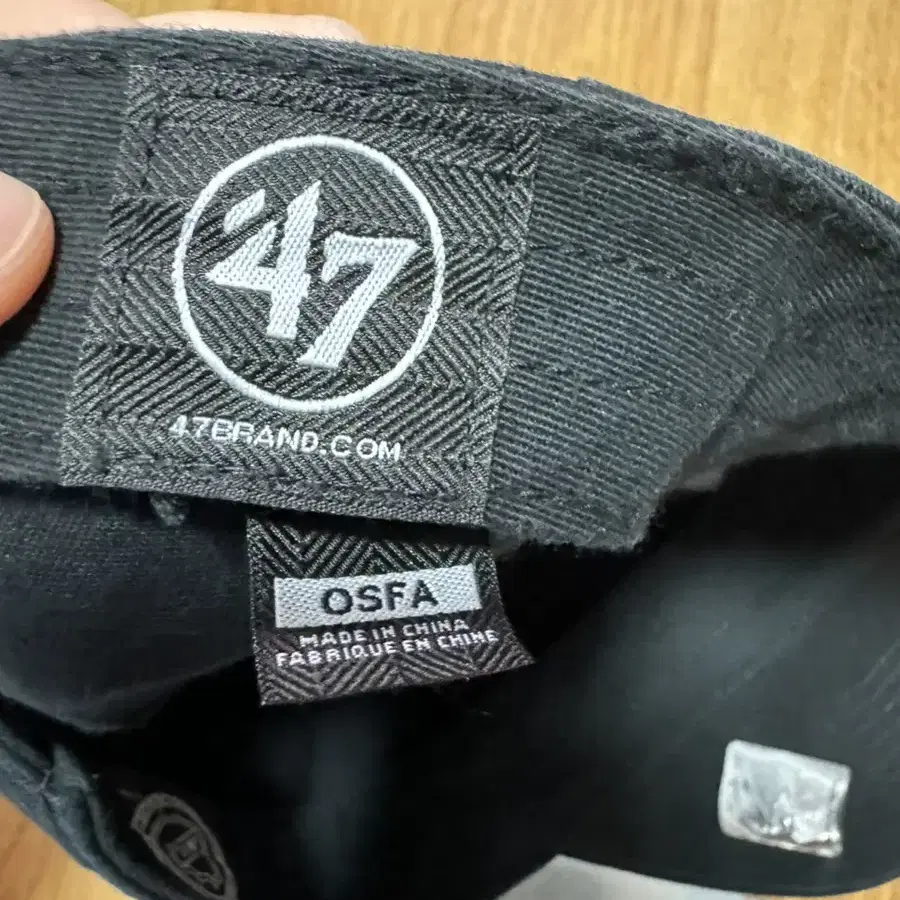 '47
47BRAND.COM
OSFA
MADE IN CHINA
FABRIQUE EN CHINE